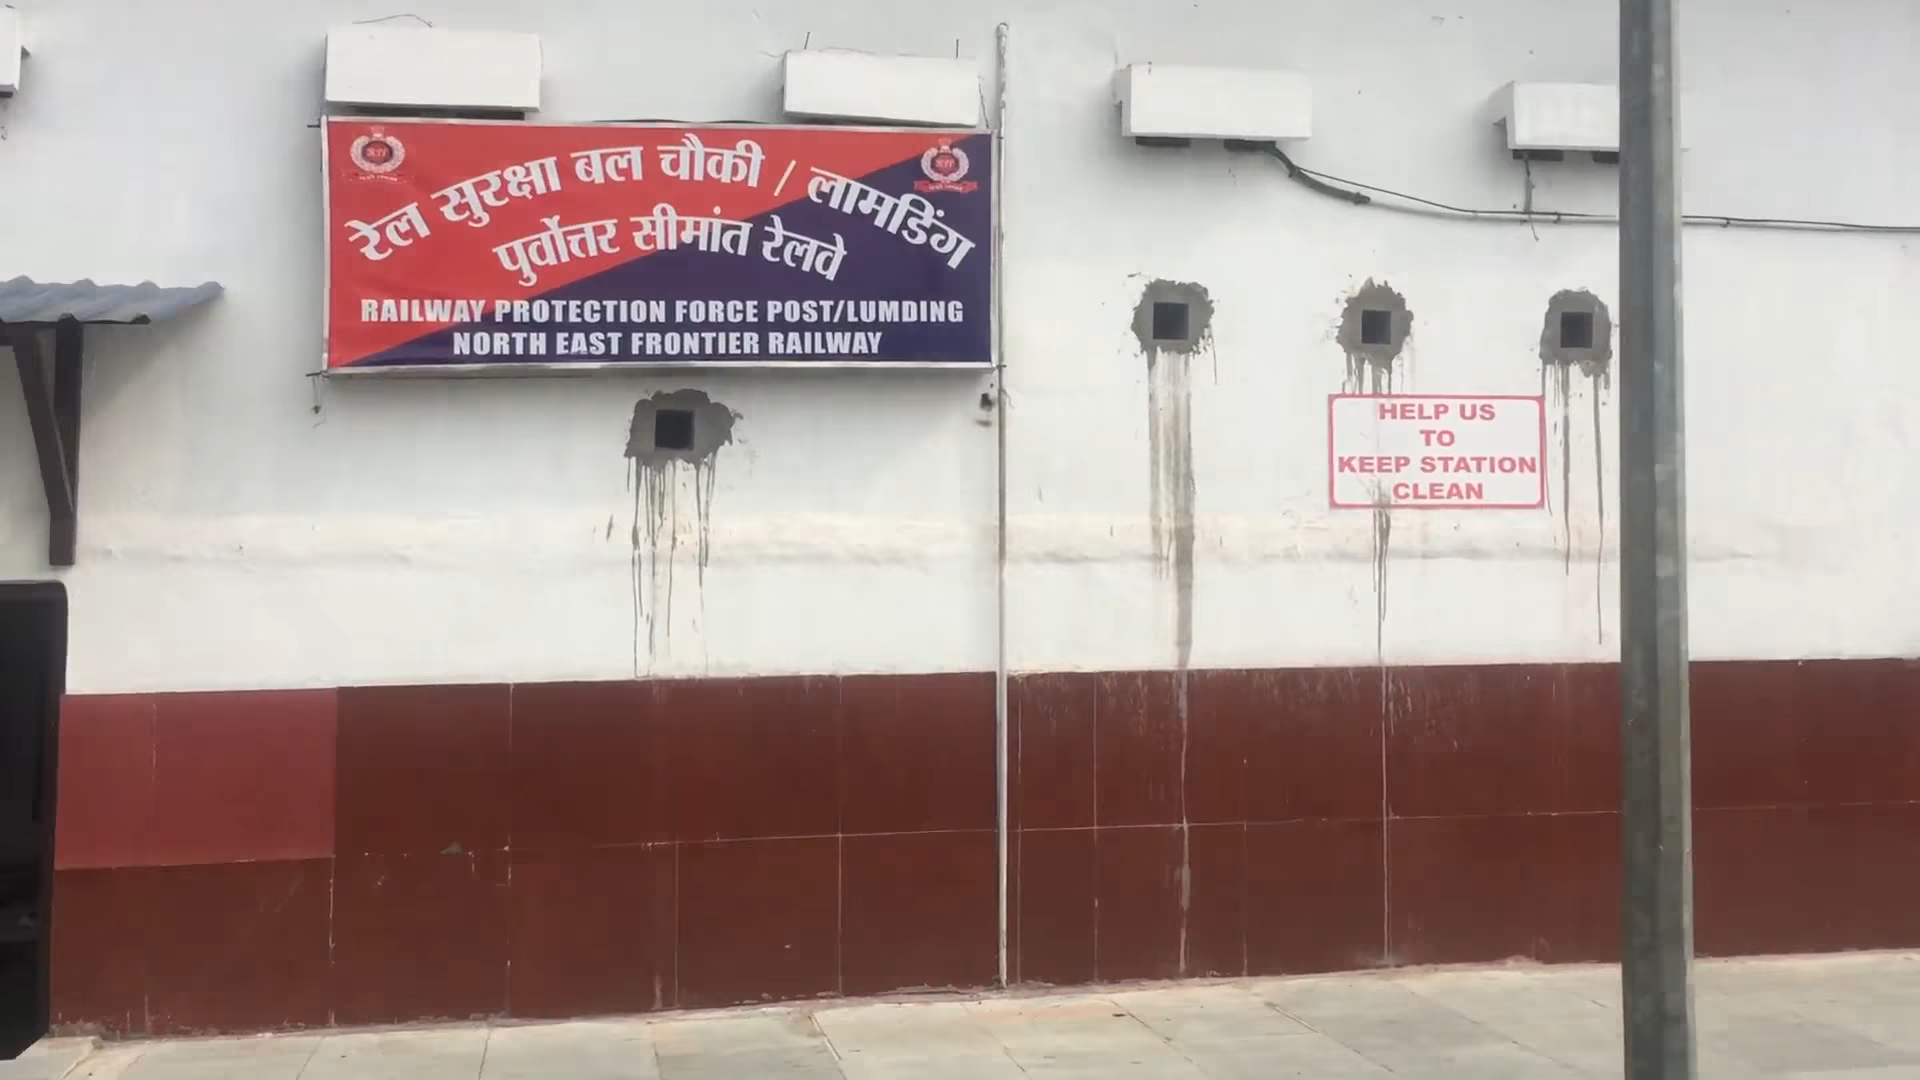 रेल सुरक्षा बल चौकी / लामडिंग
पुर्वोत्तर सीमांत रेलवे
RAILWAY PROTECTION FORCE POST/LUMDING
NORTH EAST FRONTIER RAILWAY
HELP US
TO
KEEP STATION
CLEAN